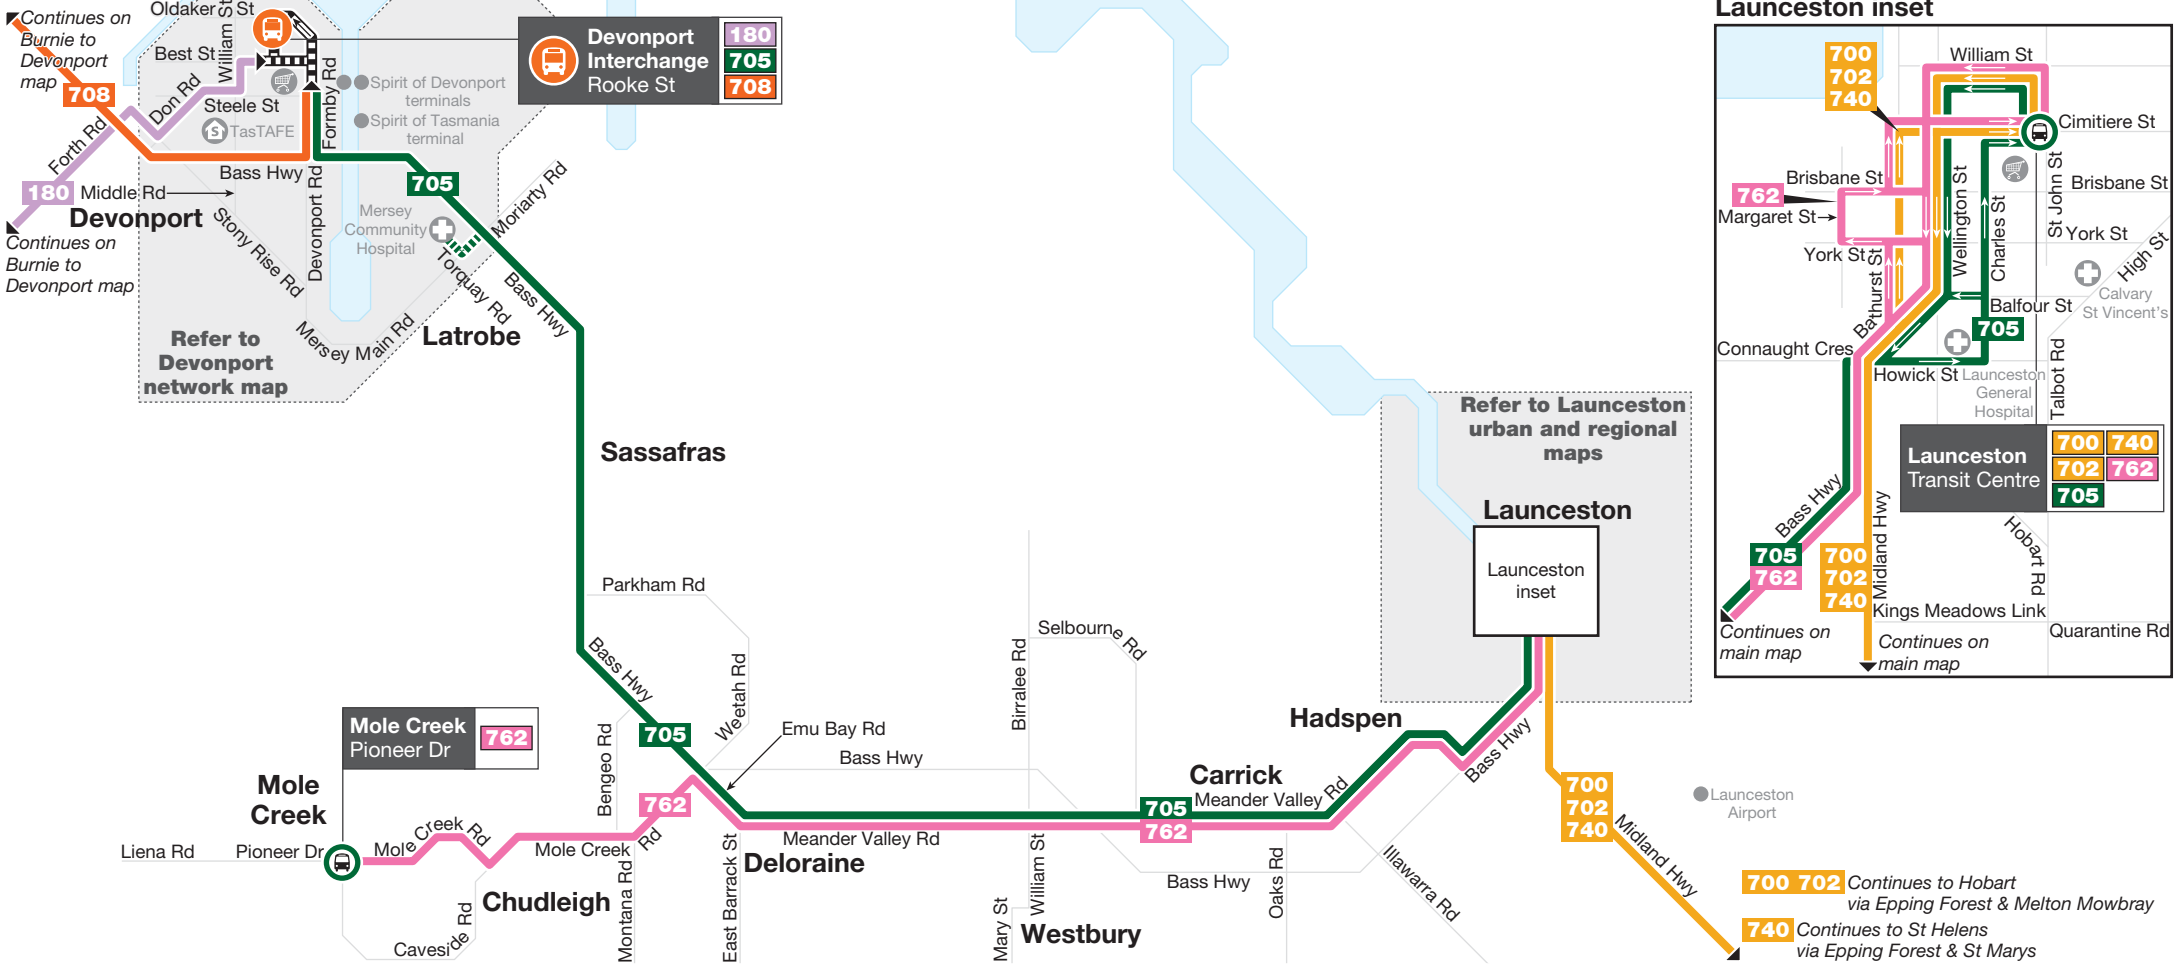 Continues on
Burnie to
Devonport
map
708
Oldaker St
William St
Best St
Don Rd
Steele St
TasTAFE
Forth Rd
180
Middle Rd
Devonport
Continues on
Burnie to
Devonport map
Bass Hwy
Formby Rd
Devonport Rd
Stony Rise Rd
Spirit of Devonport
terminals
Spirit of Tasmania
terminal
Devonport
Interchange
Rooke St
180
705
708
705
Moriarty Rd
Mersey
Community
Hospital
Torquay Rd
Bass Hwy
Mersey Main Rd
Latrobe
Refer to
Devonport
network map
Sassafras
Parkham Rd
Bass Hwy
Weetah Rd
705
Bengeo Rd
Emu Bay Rd
Bass Hwy
Mole Creek
Pioneer Dr
762
Mole
Creek
Liena Rd
Pioneer Dr
Mole Creek Rd
Mole Creek Rd
762
Chudleigh
Caveside Rd
Montana Rd
East Barrack St
Meander Valley Rd
Deloraine
Birralee Rd
Selbourne Rd
William St
Mary St
Westbury
705
762
Carrick
Meander Valley Rd
Bass Hwy
Oaks Rd
Illawarra Rd
Hadspen
Bass Hwy
Refer to Launceston
urban and regional
maps
Launceston
Launceston
inset
700
702
740
Midland Hwy
Launceston
Airport
700 702 Continues to Hobart
via Epping Forest & Melton Mowbray
740 Continues to St Helens
via Epping Forest & St Marys
Launceston inset
700
702
740
William St
Cimitiere St
Brisbane St
762
Margaret St
York St
Bathurst St
Wellington St
Charles St
St John St
Brisbane St
York St
High St
Calvary
St Vincent's
Balfour St
705
Connaught Cres
Howick St
Launceston
General
Hospital
Talbot Rd
Launceston
Transit Centre
700 740
702 762
705
Bass Hwy
705
762
700
702
740
Midland Hwy
Hobart Rd
Kings Meadows Link
Quarantine Rd
Continues on
main map
Continues on
main map